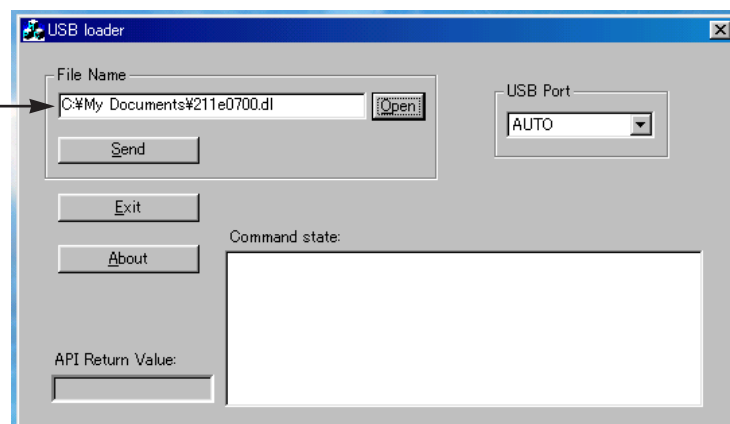 USB loader
File Name
C:¥My Documents¥211e0700.dl
Open
USB Port
AUTO
Send
Exit
About
Command state:
API Return Value: